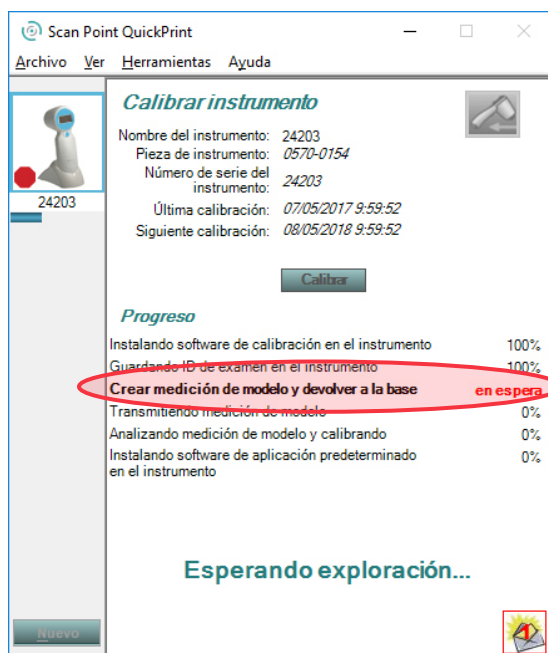 Scan Point QuickPrint
Archivo Ver Herramientas Ayuda
24203
Calibrar instrumento
Nombre del instrumento: 24203
Pieza de instrumento: 0570-0154
Número de serie del
instrumento: 24203
Última calibración: 07/05/2017 9:59:52
Siguiente calibración: 08/05/2018 9:59:52
Calibrar
Progreso
Instalando software de calibración en el instrumento 100%
Guardando ID de examen en el instrumento 100%
Crear medición de modelo y devolver a la base en espera
Transmitiendo medición de modelo 0%
Analizando medición de modelo y calibrando 0%
Instalando software de aplicación predeterminado 0%
en el instrumento
Esperando exploración...
Nuevo
1